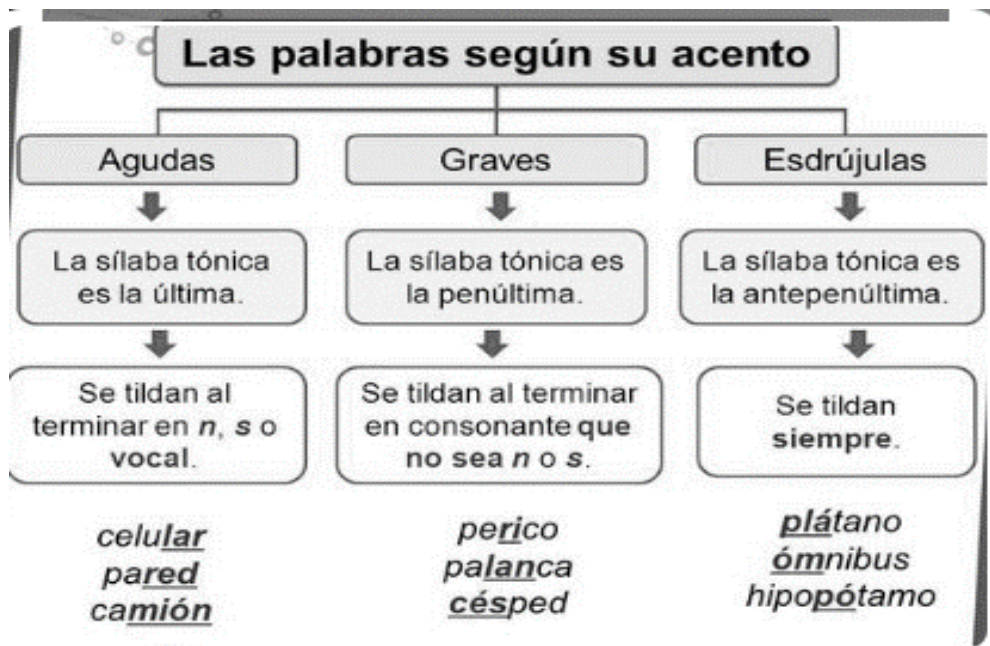 Las palabras según su acento
Agudas
La sílaba tónica
es la última.
Se tildan al
terminar en n, s o
vocal.
celular
pared
camión
Graves
La sílaba tónica es
la penúltima.
Se tildan al terminar
en consonante que
no sea n o s.
perico
palanca
césped
Esdrújulas
La sílaba tónica es
la antepenúltima.
Se tildan
siempre.
plátano
ómnibus
hipopótamo